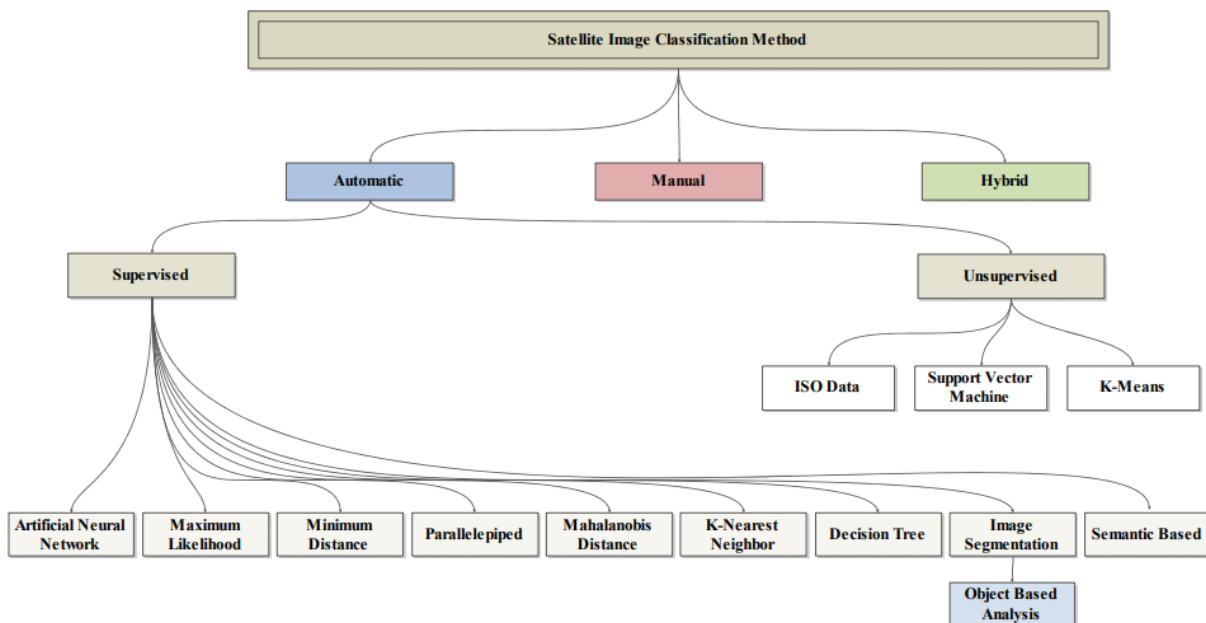 Satellite Image Classification Method
Automatic
Manual
Hybrid
Supervised
Unsupervised
ISO Data
Support Vector
Machine
K-Means
Artificial Neural
Network
Maximum
Likelihood
Minimum
Distance
Parallelepiped
Mahalanobis
Distance
K-Nearest
Neighbor
Decision Tree
Image
Segmentation
Semantic Based
Object Based
Analysis